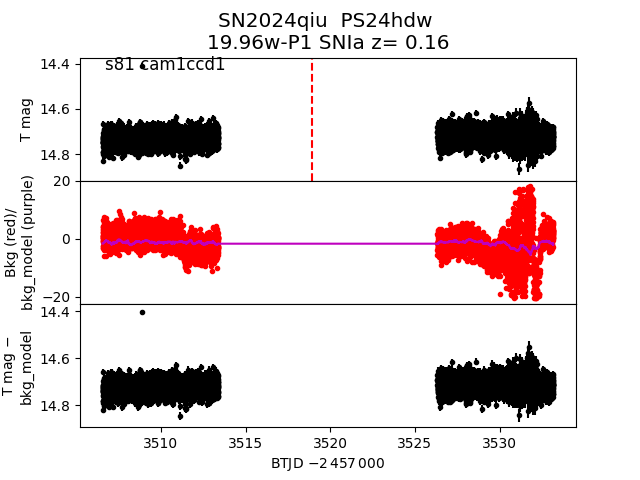 SN2024qiu  PS24hdw
19.96w-P1 SNIa z= 0.16
s81 cam1ccd1
14.4
14.6
14.8
T mag
20
0
−20
Bkg (red)/
bkg_model (purple)
14.4
14.6
14.8
T mag −
bkg_model
3510 3515 3520 3525 3530
BTJD −2 457 000